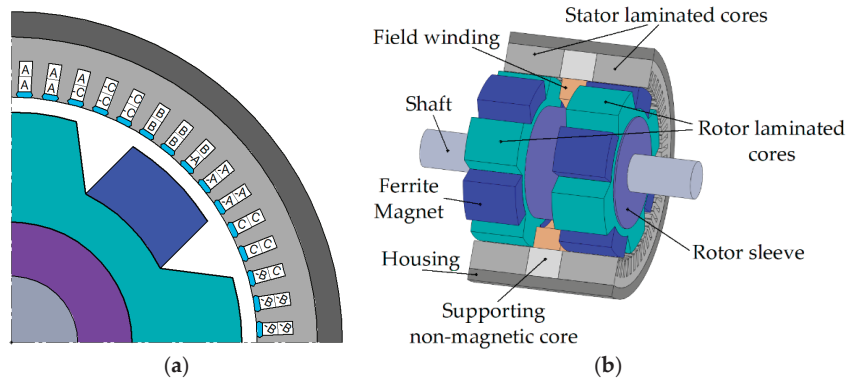 A
A
A
A
A
-C
-C
-C
-C
-C
B
B
B
B
B
-A
-A -A
-A -A
C C
C C
-B C
-B -B
-B -B
(a)
Stator laminated cores
Field winding
Shaft
Rotor laminated
cores
Ferrite
Magnet
Rotor sleeve
Housing
Supporting
non-magnetic core
(b)